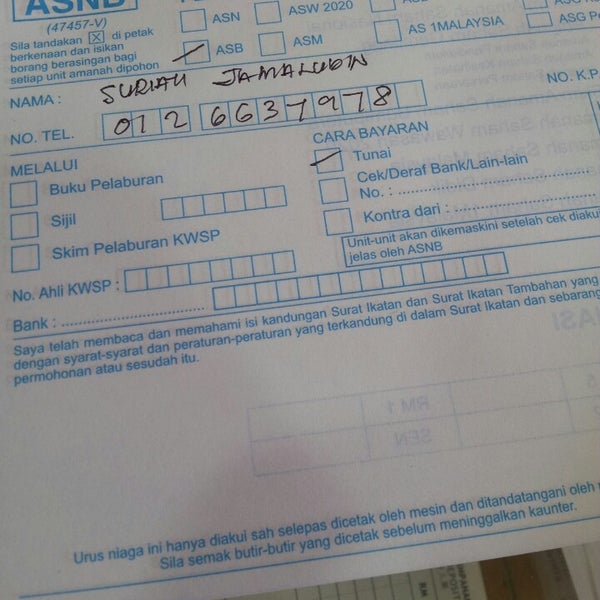 ASNB
(47457-V)
Sila tandakan X di petak
berkenaan dan isikan
borang berasingan bagi
setiap unit amanah dipohon
ASN
ASW 2020
ASB
ASM
AS 1MALAYSIA
ASG Pe
NAMA : SURIAH JAMALUDIN
NO. TEL. 012 6637978
NO. K.P.
MELALUI
Buku Pelaburan
Sijil
Skim Pelaburan KWSP
No. Ahli KWSP :
Bank :
CARA BAYARAN
Tunai
Cek/Deraf Bank/Lain-lain
No. :
Kontra dari :
Unit-unit akan dikemaskini setelah cek diakui
jelas oleh ASNB
Saya telah membaca dan memahami isi kandungan Surat Ikatan dan Surat Ikatan Tambahan yang
dengan syarat-syarat dan peraturan-peraturan yang terkandung di dalam Surat Ikatan dan sebarang
permohonan atau sesudah itu.
RM 1
SEN
Urus niaga ini hanya diakui sah selepas dicetak oleh mesin dan ditandatangani oleh
Sila semak butir-butir yang dicetak sebelum meninggalkan kaunter.